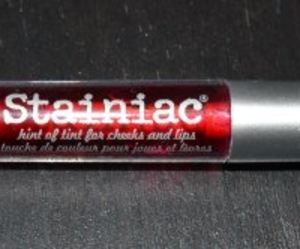 Stainiac®
hint of tint for cheeks and lips
touche de couleur pour joues et lèvres